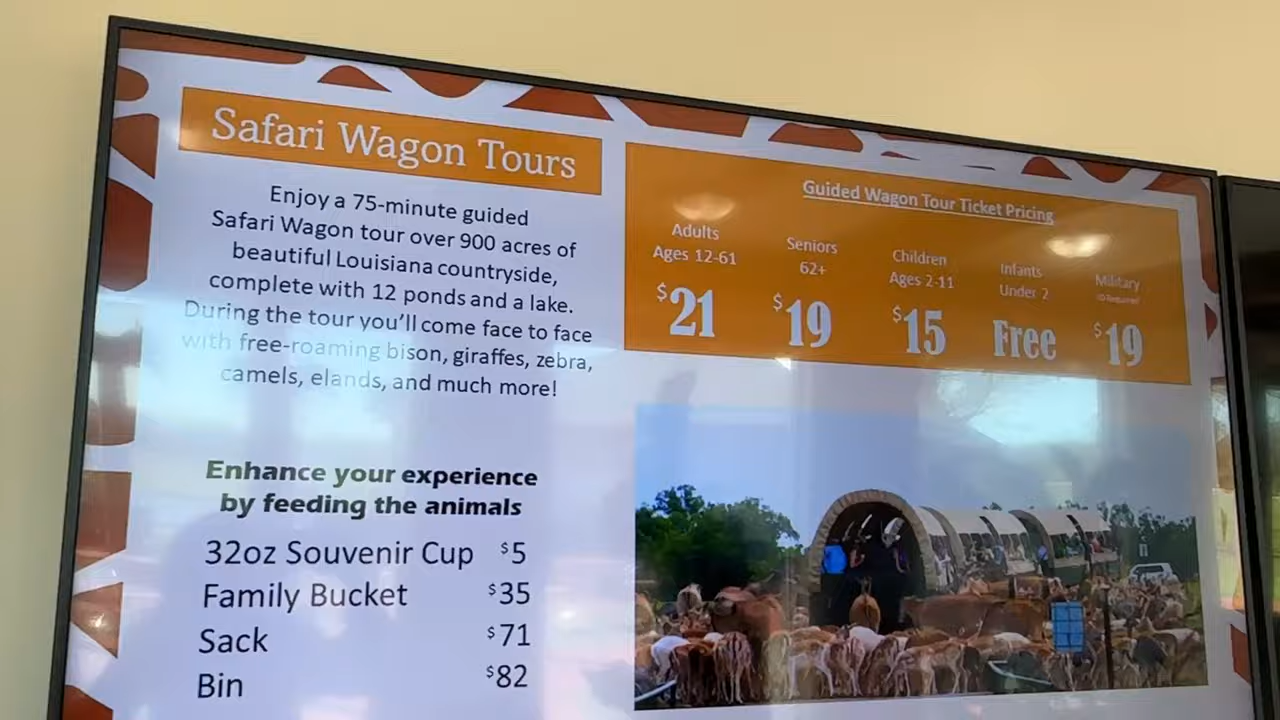 Safari Wagon Tours
Enjoy a 75-minute guided
Safari Wagon tour over 900 acres of
beautiful Louisiana countryside,
complete with 12 ponds and a lake.
During the tour you'll come face to face
with free-roaming bison, giraffes, zebra,
camels, elands, and much more!
Enhance your experience
by feeding the animals
32oz Souvenir Cup $5
Family Bucket $35
Sack $71
Bin $82
Guided Wagon Tour Ticket Pricing
Adults
Ages 12-61
$21
Seniors
62+
$19
Children
Ages 2-11
$15
Infants
Under 2
Free
Military
ID Required
$19